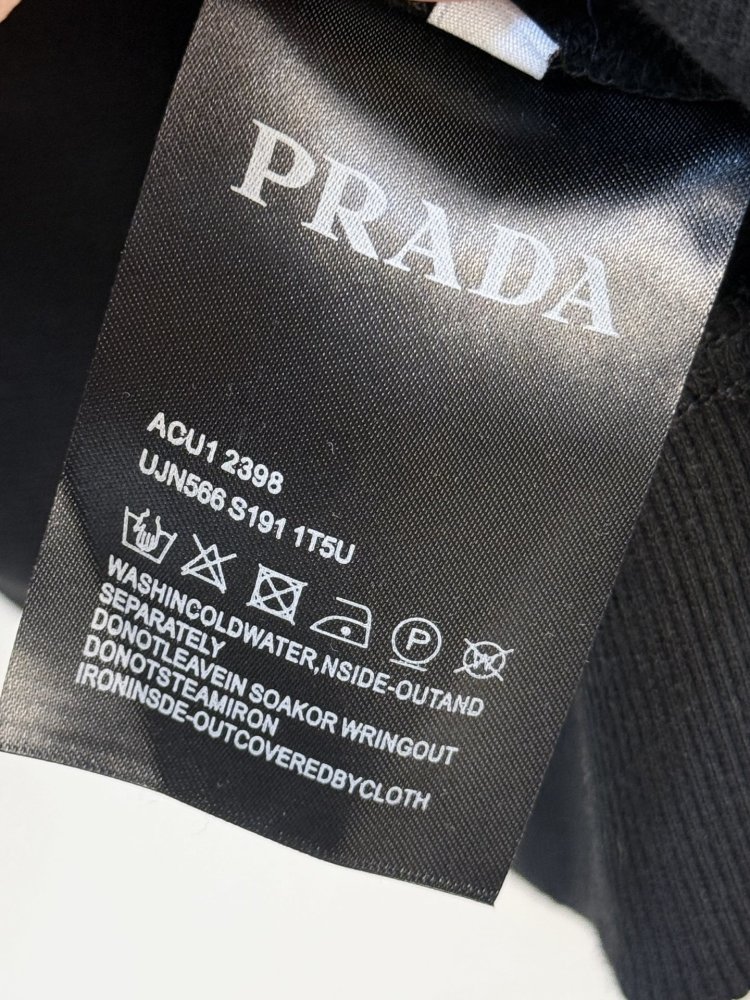 PRADA
ACU1 2398
UJN566 S191 1T5U
P
WASHINCOLDWATER,NSIDE-OUTAND
SEPARATELY
DONOTLEAVEIN SOAKOR WRINGOUT
DONOTSTEAMIRON
IRONINSDE-OUTCOVEREDBYCLOTH